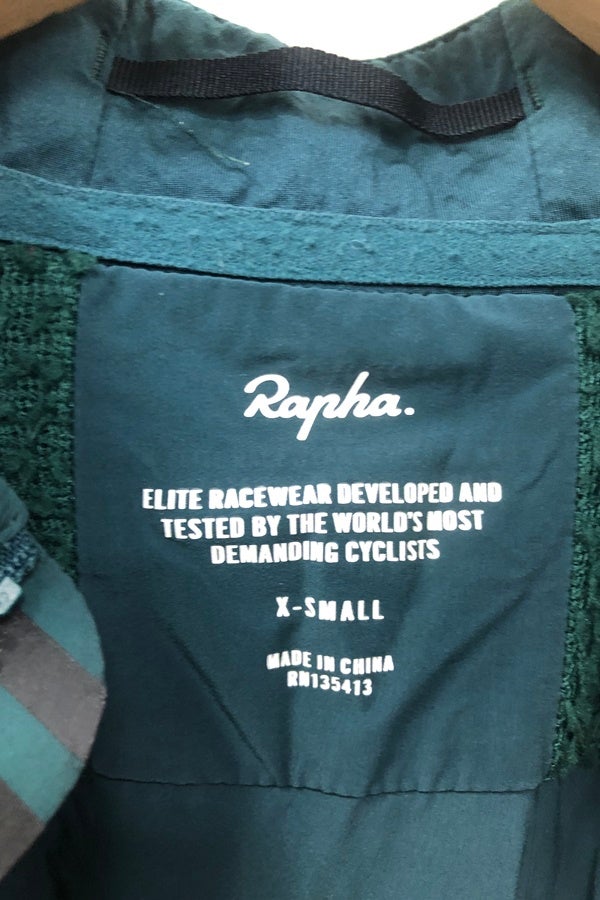 Rapha.
ELITE RACEWEAR DEVELOPED AND
TESTED BY THE WORLD'S MOST
DEMANDING CYCLISTS
X-SMALL
MADE IN CHINA
RN135413